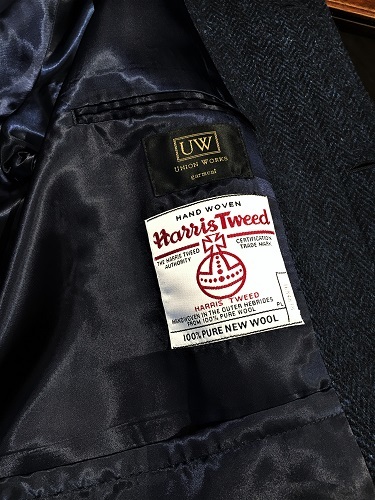 UW
UNION WORKS
garment
HAND WOVEN
Harris Tweed
THE HARRIS TWEED
AUTHORITY
CERTIFICATION
TRADE MARK
HARRIS TWEED
HANDWOVEN IN THE OUTER HEBRIDES
FROM 100% PURE WOOL
PL
100% PURE NEW WOOL